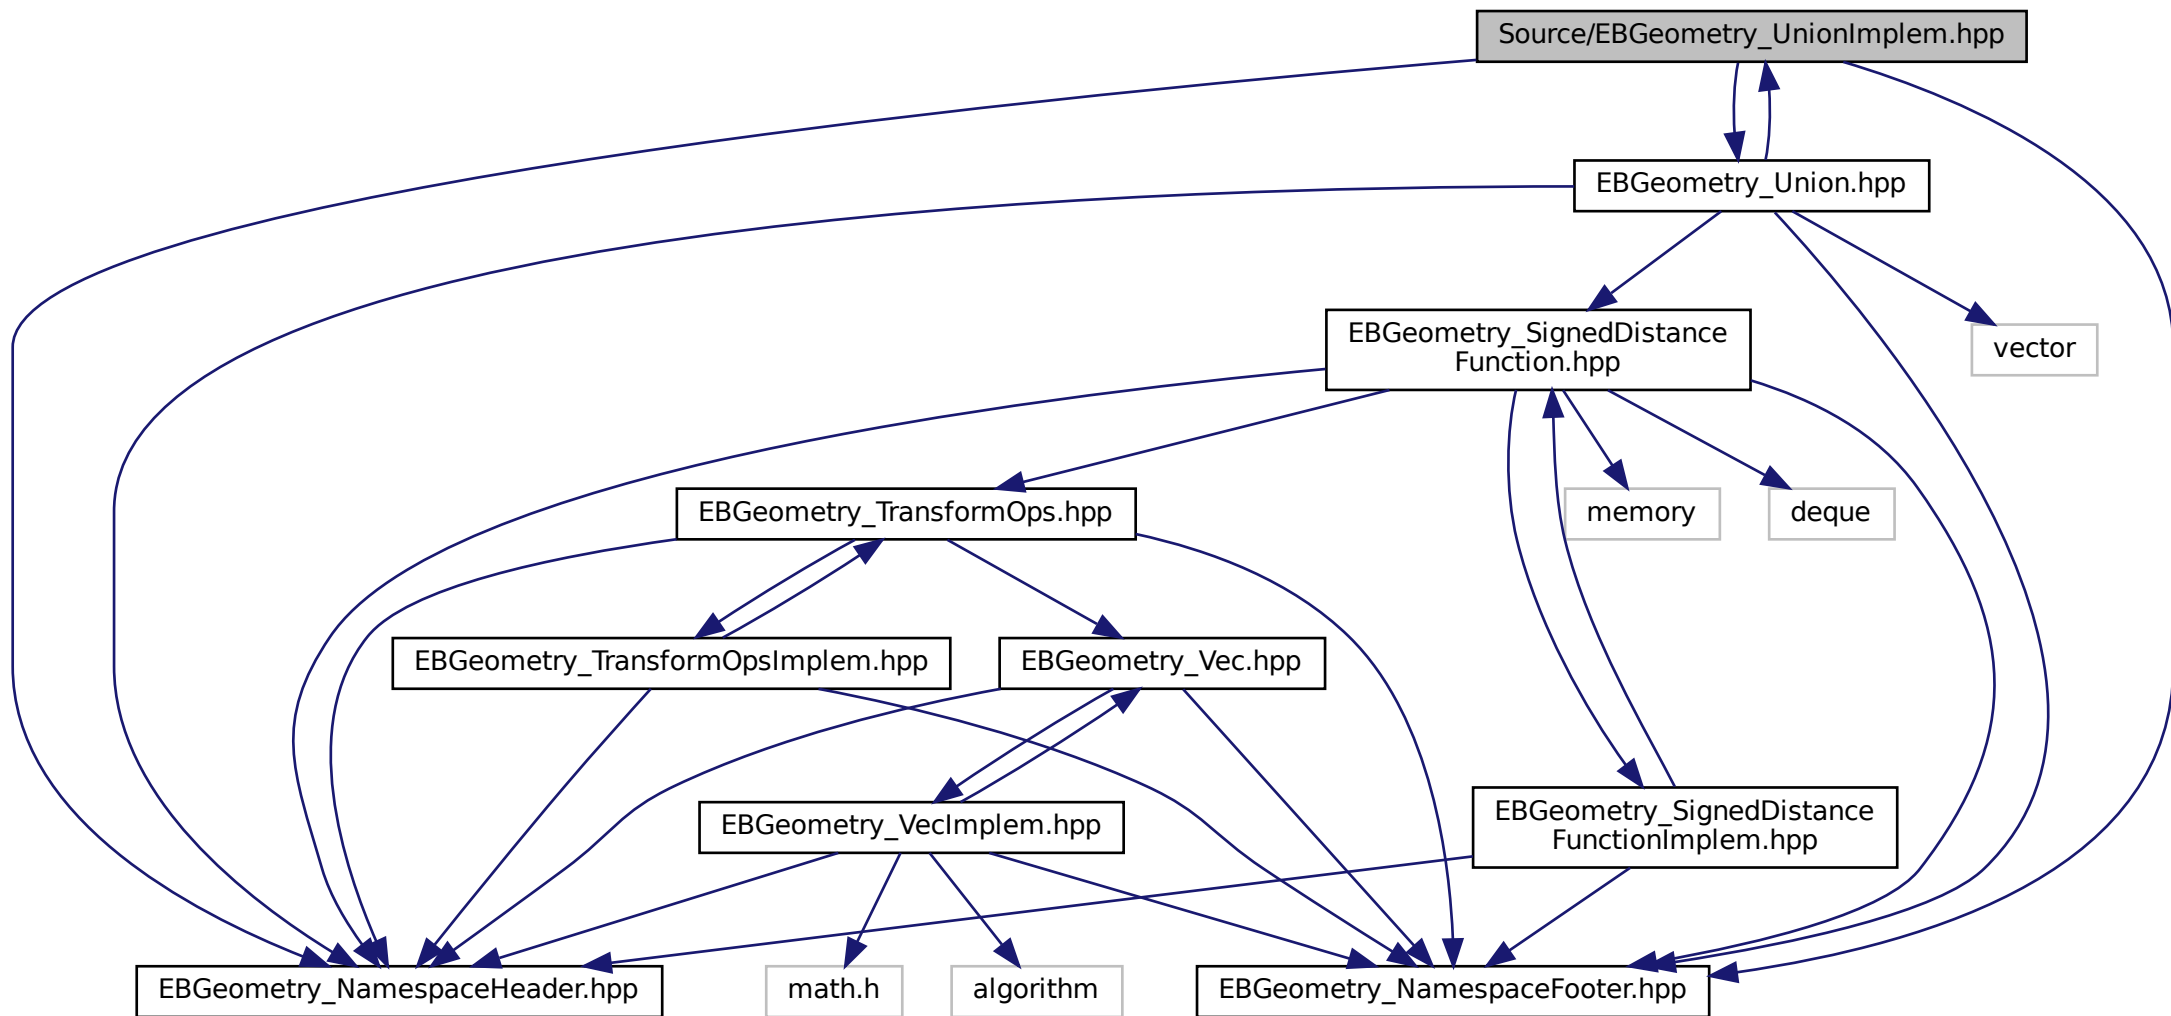 Source/EBGeometry_UnionImplem.hpp
EBGeometry_Union.hpp
EBGeometry_SignedDistance
Function.hpp
vector
EBGeometry_TransformOps.hpp
memory
deque
EBGeometry_TransformOpsImplem.hpp
EBGeometry_Vec.hpp
EBGeometry_VecImplem.hpp
EBGeometry_SignedDistance
FunctionImplem.hpp
EBGeometry_NamespaceHeader.hpp
math.h
algorithm
EBGeometry_NamespaceFooter.hpp